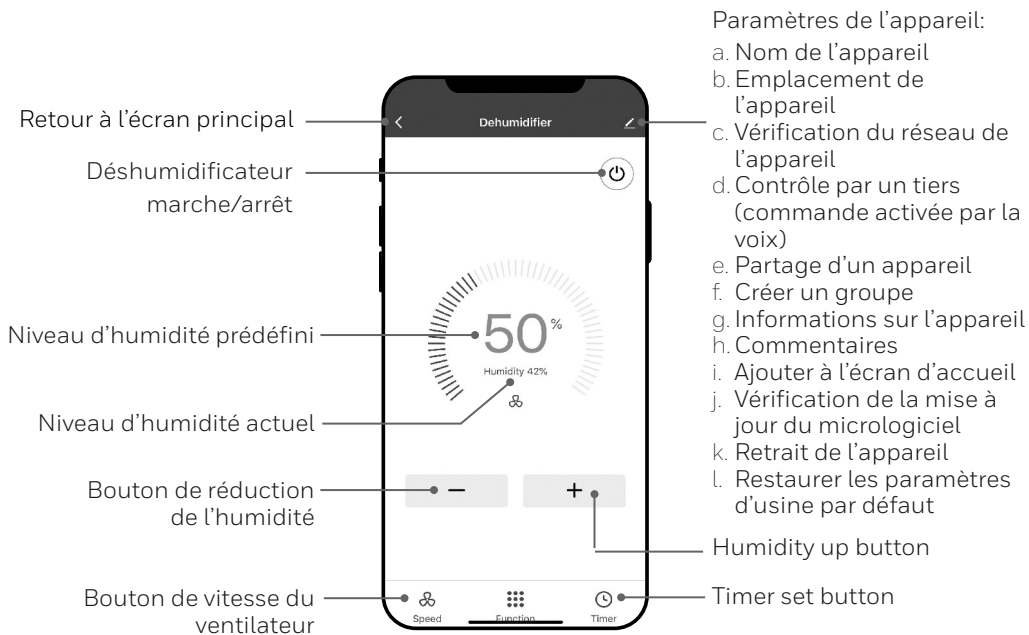 Retour à l'écran principal
Déshumidificateur
marche/arrêt
Niveau d'humidité prédéfini
Niveau d'humidité actuel
Bouton de réduction
de l'humidité
Bouton de vitesse du
ventilateur
Dehumidifier
50%
Humidity 42%
−
+
Speed
Function
Timer
Paramètres de l'appareil:
a. Nom de l'appareil
b. Emplacement de
l'appareil
c. Vérification du réseau de
l'appareil
d. Contrôle par un tiers
(commande activée par la
voix)
e. Partage d'un appareil
f. Créer un groupe
g. Informations sur l'appareil
h. Commentaires
i. Ajouter à l'écran d'accueil
j. Vérification de la mise à
jour du micrologiciel
k. Retrait de l'appareil
l. Restaurer les paramètres
d'usine par défaut
Humidity up button
Timer set button